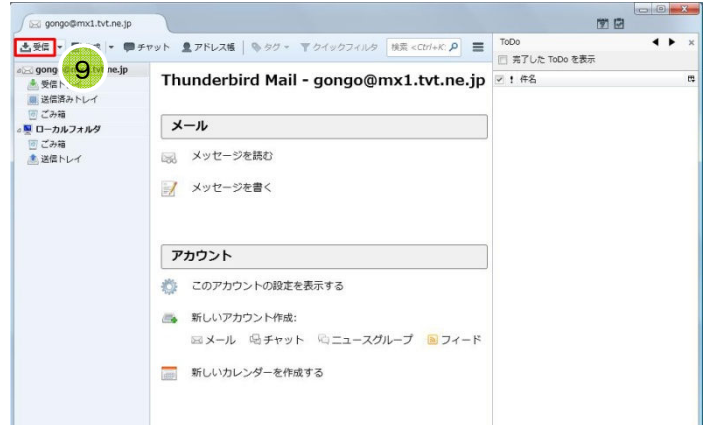 gongo@mx1.tvt.ne.jp
受信 チャット アドレス帳 タグ クイックフィルタ 検索 <Ctrl+K>
ToDo
完了した ToDo を表示
! 件名
gong ne.jp
9
送信済みトレイ
ごみ箱
ローカルフォルダ
ごみ箱
送信トレイ
Thunderbird Mail - gongo@mx1.tvt.ne.jp
メール
メッセージを読む
メッセージを書く
アカウント
このアカウントの設定を表示する
新しいアカウント作成:
メール チャット ニュースグループ フィード
新しいカレンダーを作成する